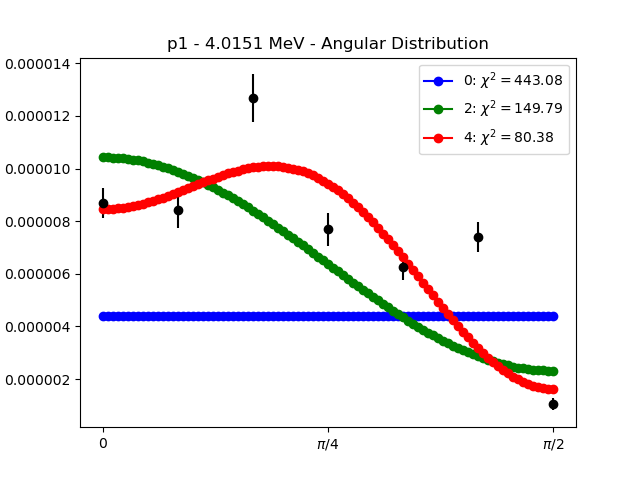 p1 - 4.0151 MeV - Angular Distribution
0.000014
0.000012
0.000010
0.000008
0.000006
0.000004
0.000002
0: χ² = 443.08
2: χ² = 149.79
4: χ² = 80.38
0
π/4
π/2